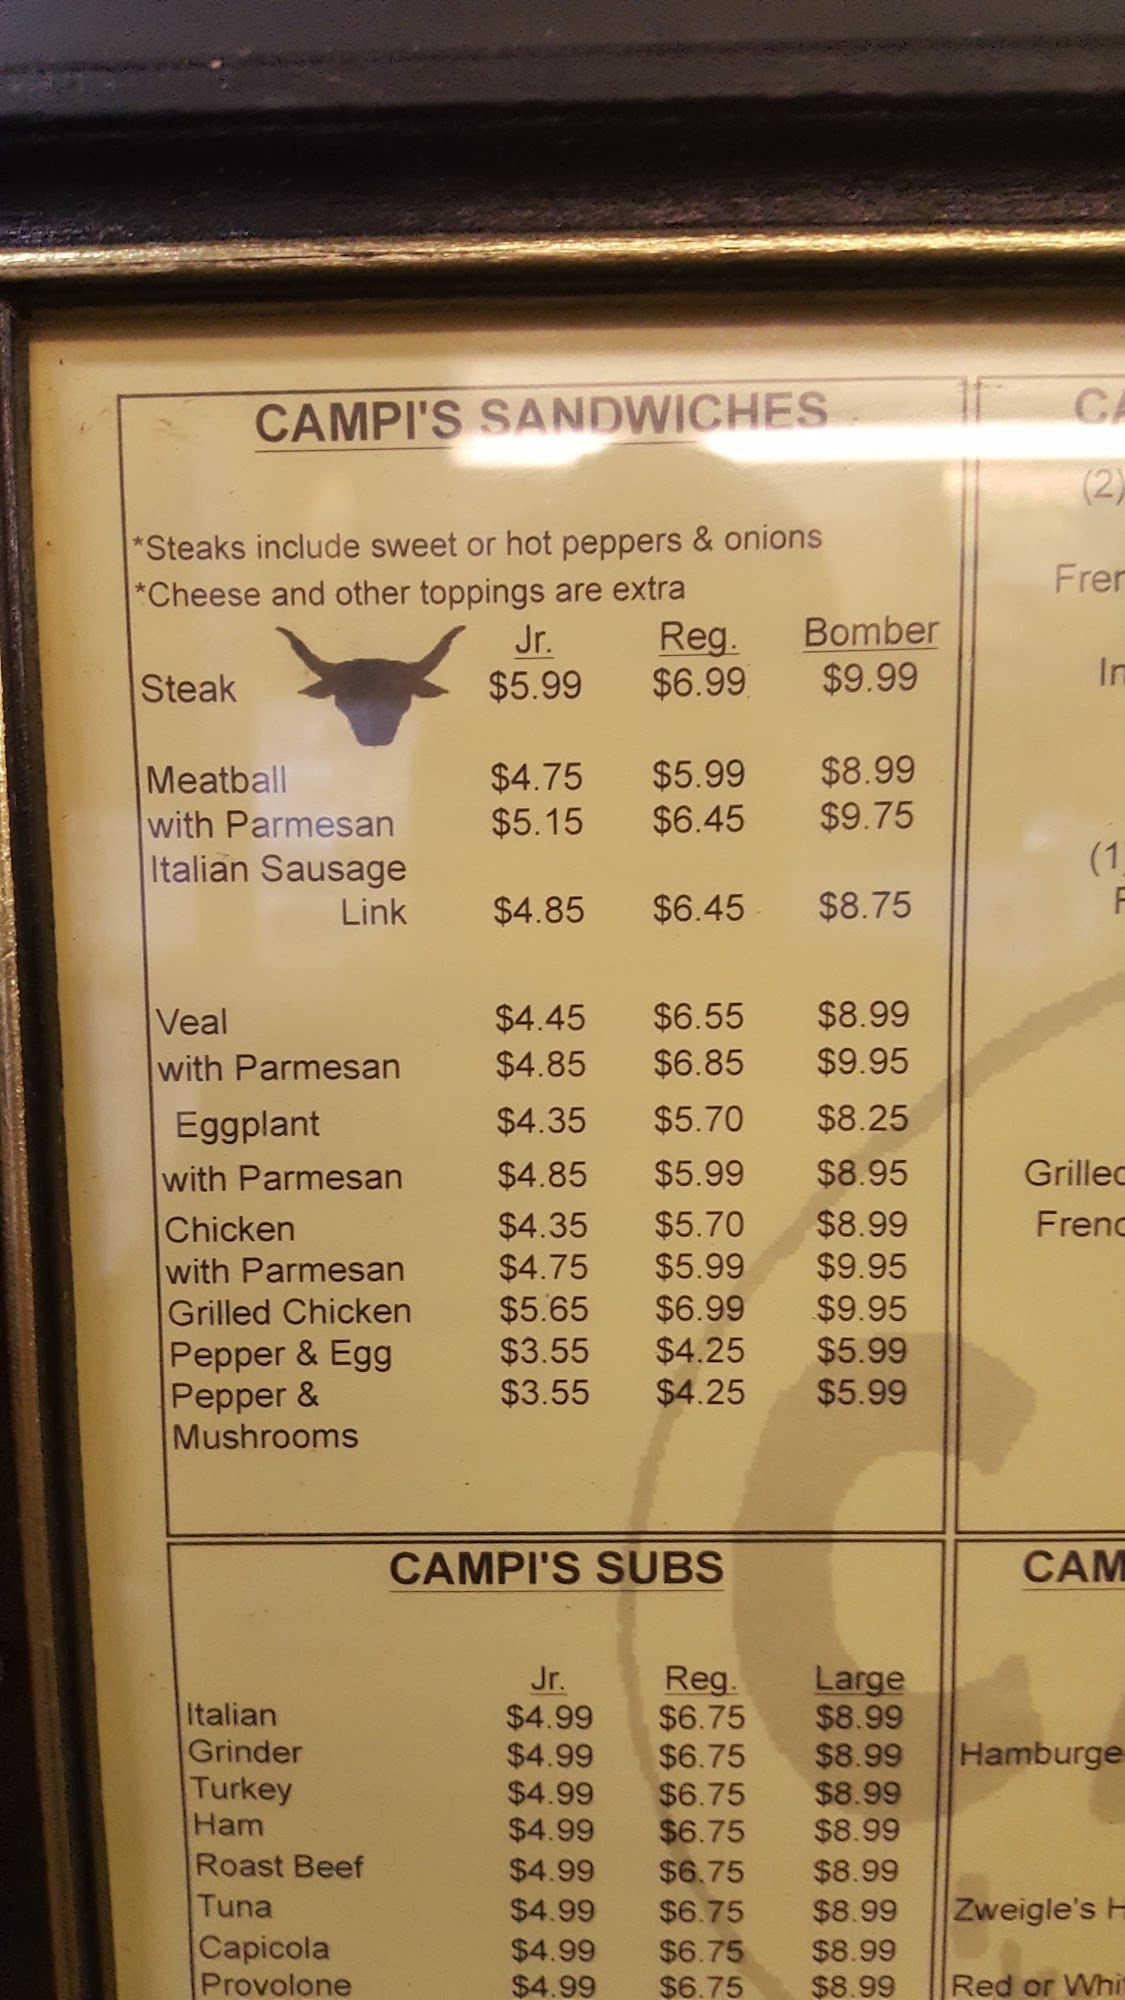 CAMPI'S SANDWICHES
*Steaks include sweet or hot peppers & onions
*Cheese and other toppings are extra
Jr. Reg. Bomber
Steak $5.99 $6.99 $9.99
Meatball $4.75 $5.99 $8.99
with Parmesan $5.15 $6.45 $9.75
Italian Sausage
Link $4.85 $6.45 $8.75
Veal $4.45 $6.55 $8.99
with Parmesan $4.85 $6.85 $9.95
Eggplant $4.35 $5.70 $8.25
with Parmesan $4.85 $5.99 $8.95
Chicken $4.35 $5.70 $8.99
with Parmesan $4.75 $5.99 $9.95
Grilled Chicken $5.65 $6.99 $9.95
Pepper & Egg $3.55 $4.25 $5.99
Pepper & $3.55 $4.25 $5.99
Mushrooms
CAMPI'S SUBS
Jr. Reg. Large
Italian $4.99 $6.75 $8.99
Grinder $4.99 $6.75 $8.99
Turkey $4.99 $6.75 $8.99
Ham $4.99 $6.75 $8.99
Roast Beef $4.99 $6.75 $8.99
Tuna $4.99 $6.75 $8.99
Capicola $4.99 $6.75 $8.99
Provolone $4.99 $6.75 $8.99
(2)
Grilled
Zweigle's
Red or